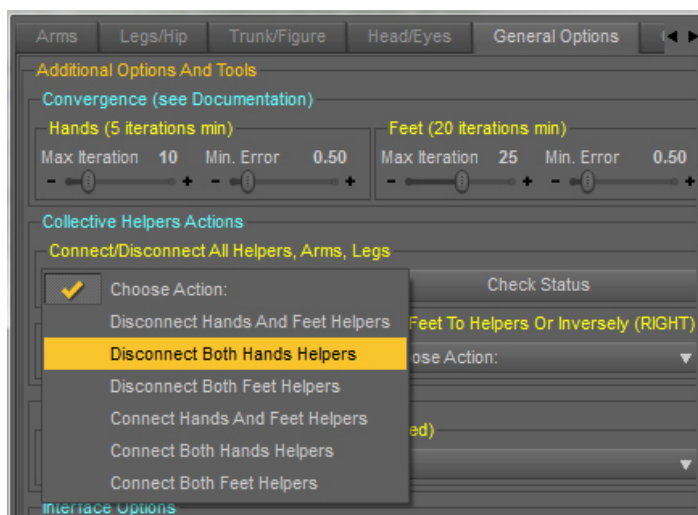 Arms Legs/Hip Trunk/Figure Head/Eyes General Options
Additional Options And Tools
Convergence (see Documentation)
Hands (5 iterations min) Feet (20 iterations min)
Max Iteration 10 Min. Error 0.50 Max Iteration 25 Min. Error 0.50
- + - + - + - +
Collective Helpers Actions
Connect/Disconnect All Helpers, Arms, Legs
Choose Action: Check Status
Disconnect Hands And Feet Helpers Feet To Helpers Or Inversely (RIGHT)
Disconnect Both Hands Helpers Action:
Disconnect Both Feet Helpers
Connect Hands And Feet Helpers
Connect Both Hands Helpers
Connect Both Feet Helpers
Interface Options